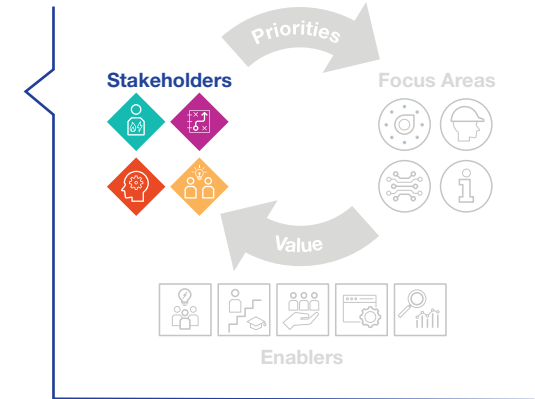 Priorities
Stakeholders
Focus Areas
Value
Enablers